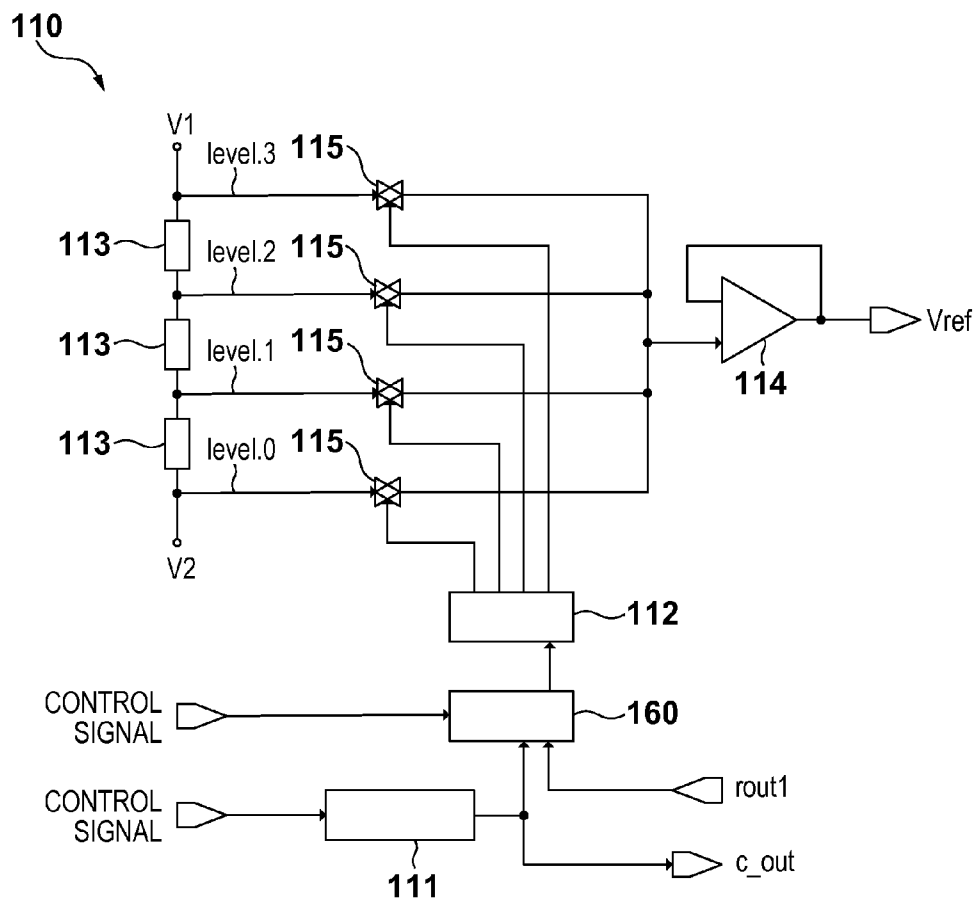 110
V1
level.3
115
113
level.2
115
113
level.1
115
Vref
114
113
level.0
115
V2
112
CONTROL
SIGNAL
160
CONTROL
SIGNAL
rout1
111
c_out